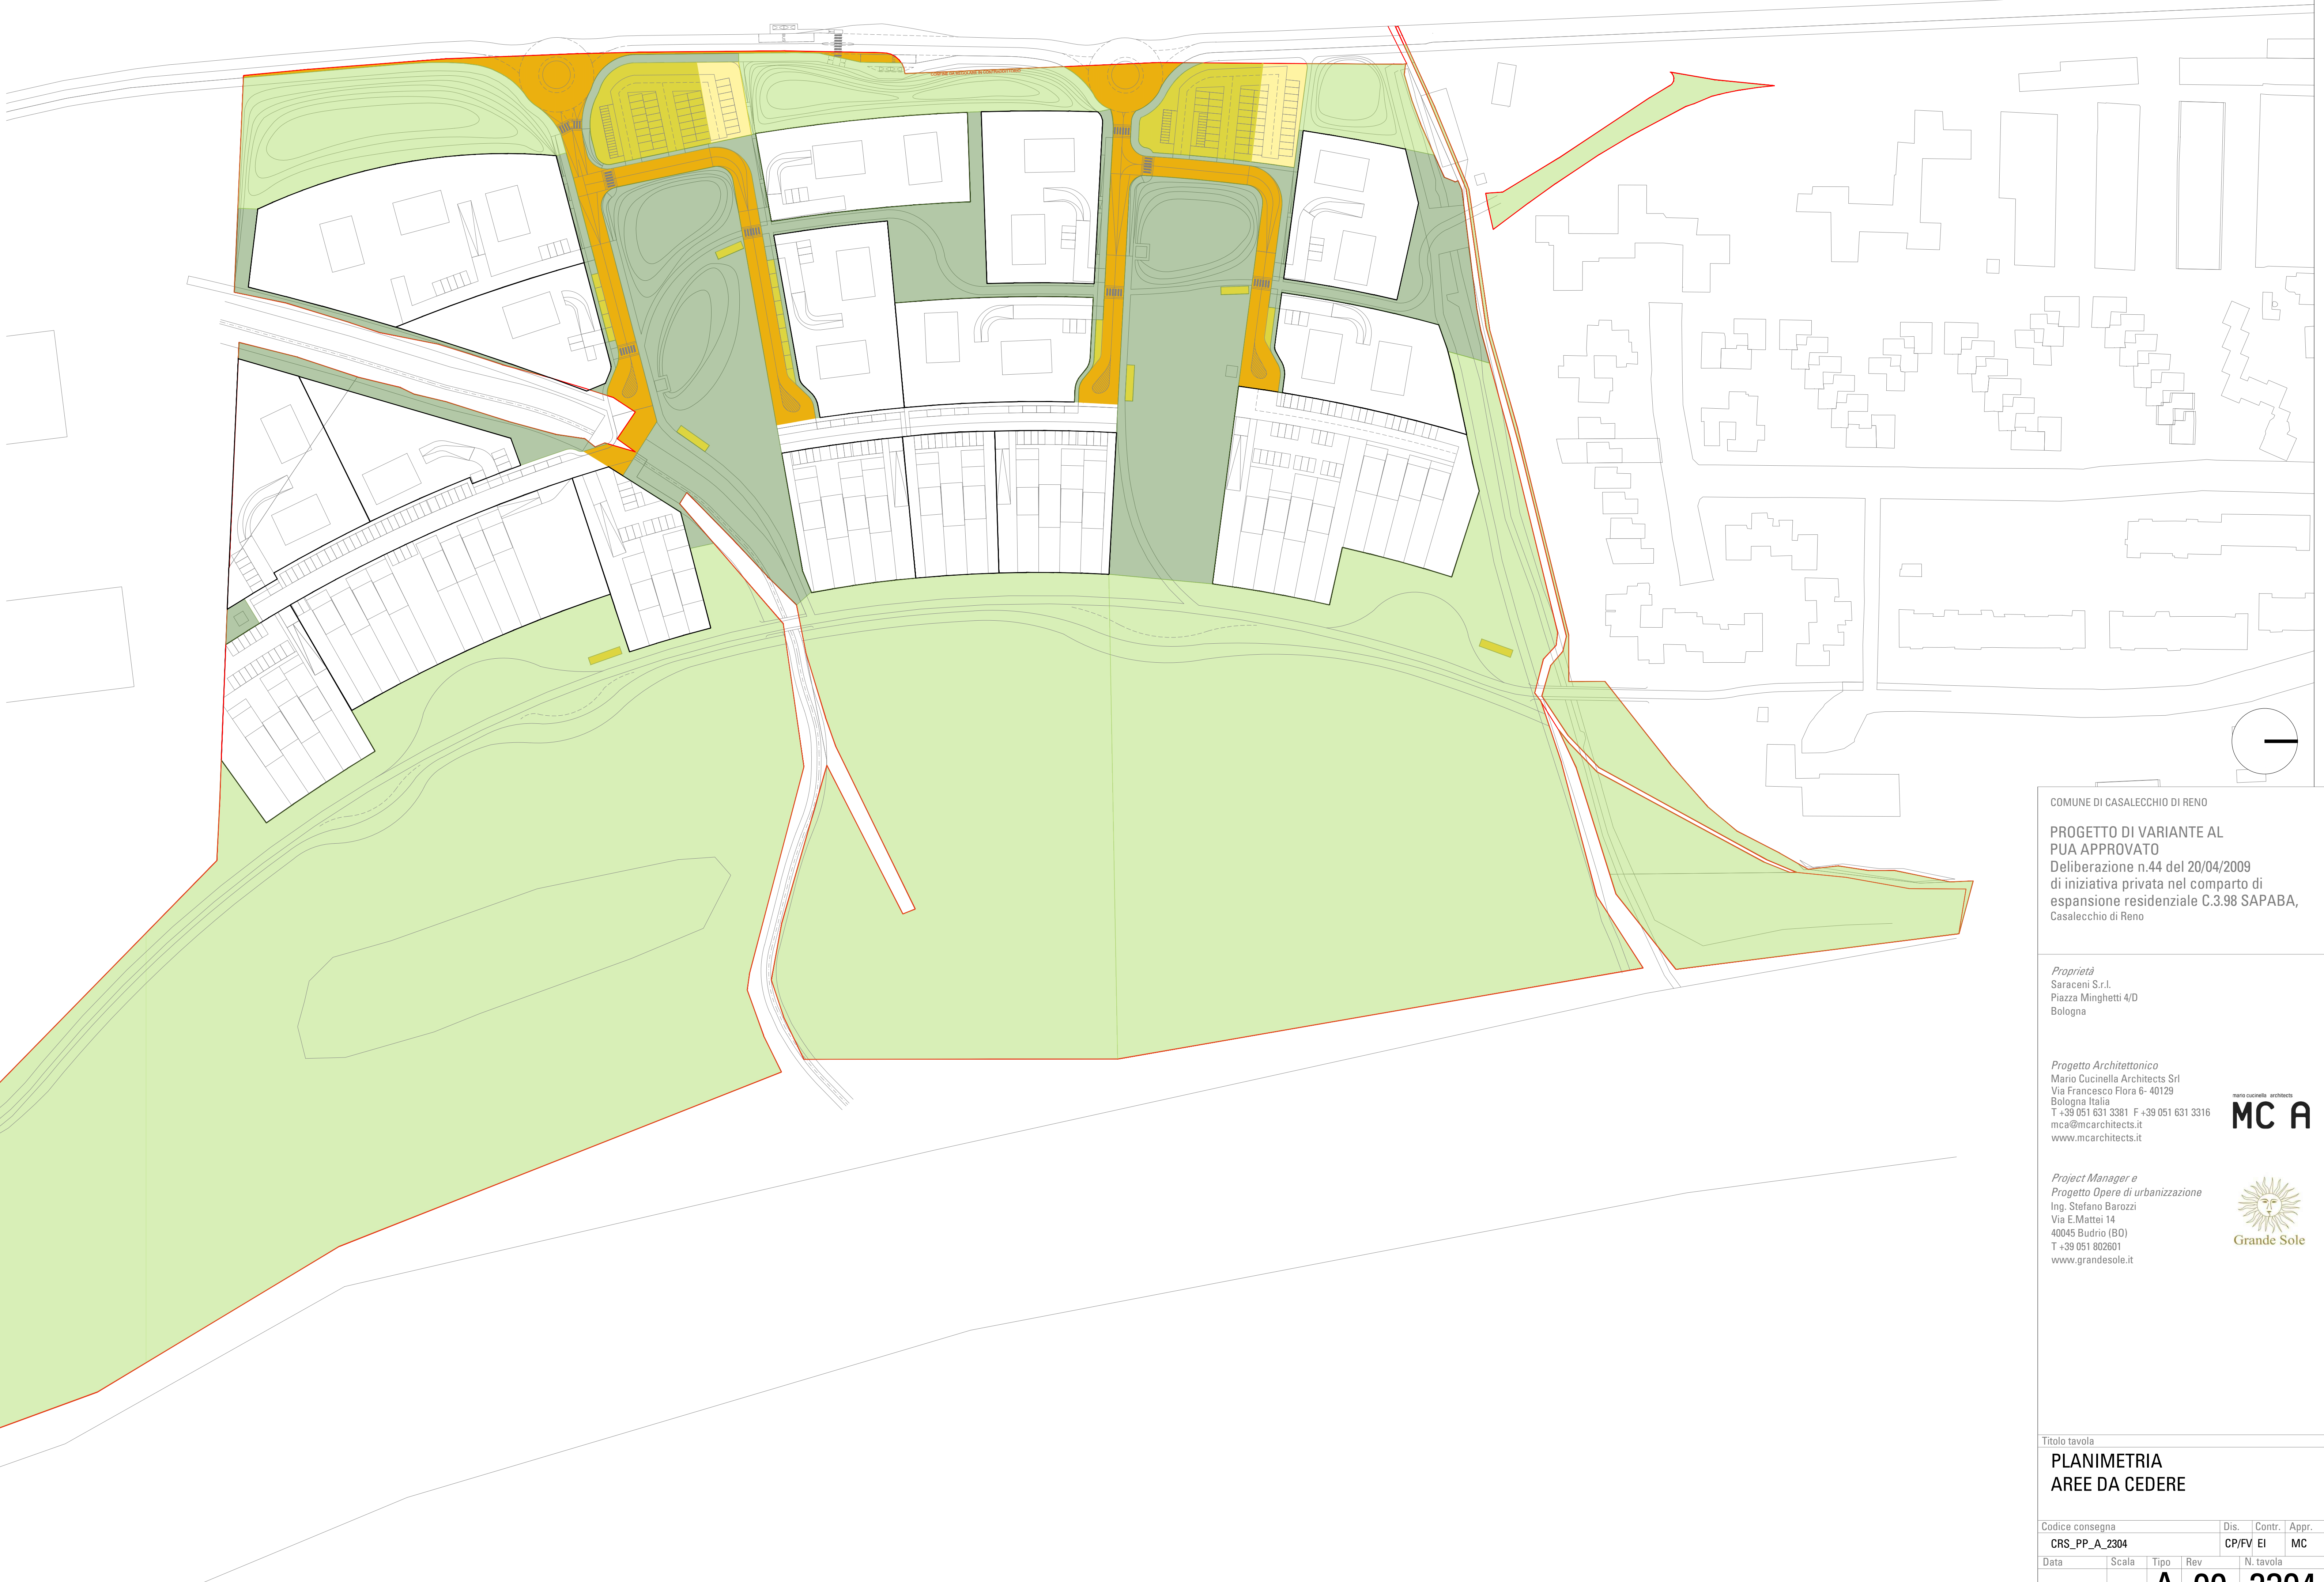 COMUNE DI CASALECCHIO DI RENO
PROGETTO DI VARIANTE AL
PUA APPROVATO
Deliberazione n.44 del 20/04/2009
di iniziativa privata nel comparto di
espansione residenziale C.3.98 SAPABA,
Casalecchio di Reno
Proprietà
Saraceni S.r.l.
Piazza Minghetti 4/D
Bologna
Progetto Architettonico
Mario Cucinella Architects Srl
Via Francesco Flora 6- 40129
Bologna Italia
T +39 051 631 3381 F +39 051 631 3316
mca@mcarchitects.it
www.mcarchitects.it
mario cucinella architects
MC A
Project Manager e
Progetto Opere di urbanizzazione
Ing. Stefano Barozzi
Via E.Mattei 14
40045 Budrio (BO)
T +39 051 802601
www.grandesole.it
Grande Sole
Titolo tavola
PLANIMETRIA
AREE DA CEDERE
Codice consegna Dis. Contr. Appr.
CRS_PP_A_2304 CP/FV EI MC
Data Scala Tipo Rev N. tavola
A 00 2304